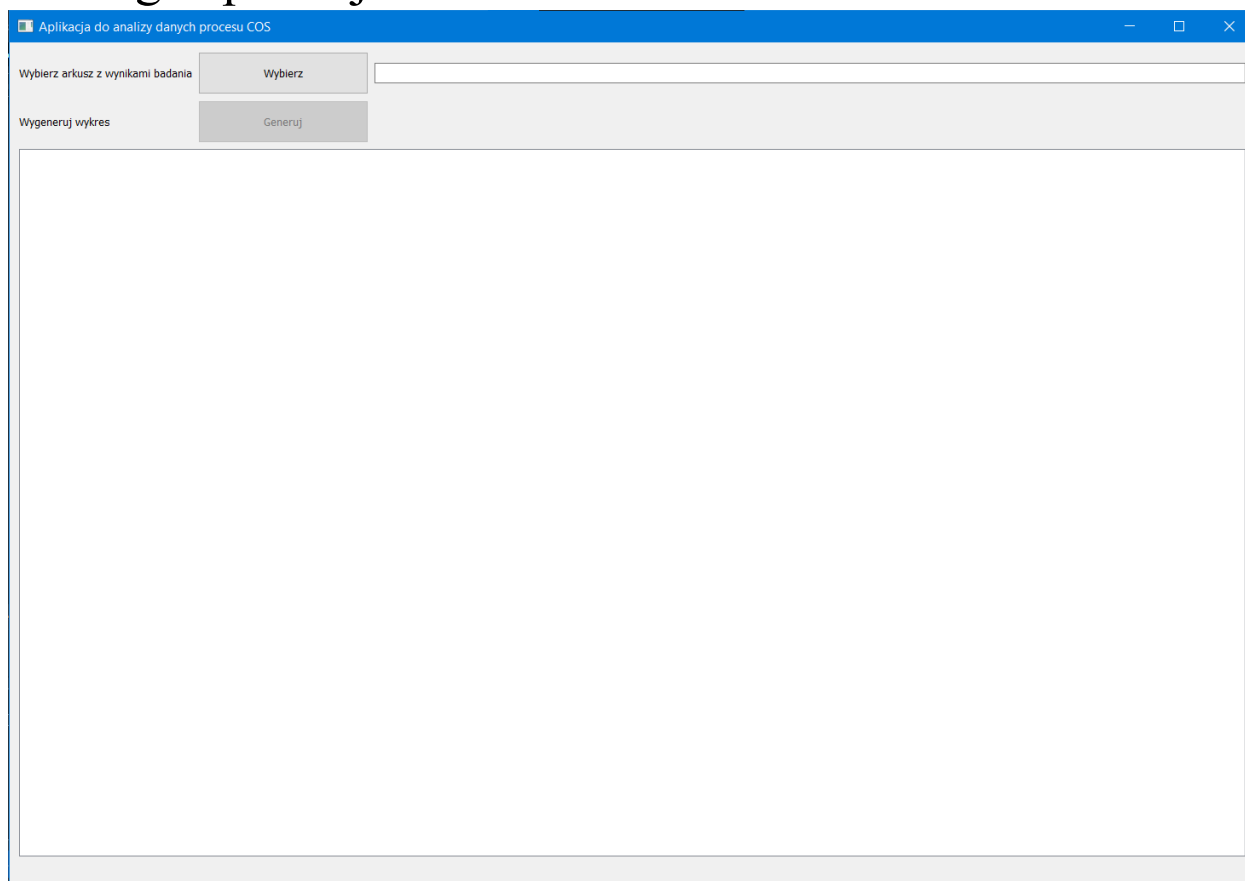 Aplikacja do analizy danych procesu COS
Wybierz arkusz z wynikami badania Wybierz
Wygeneruj wykres Generuj